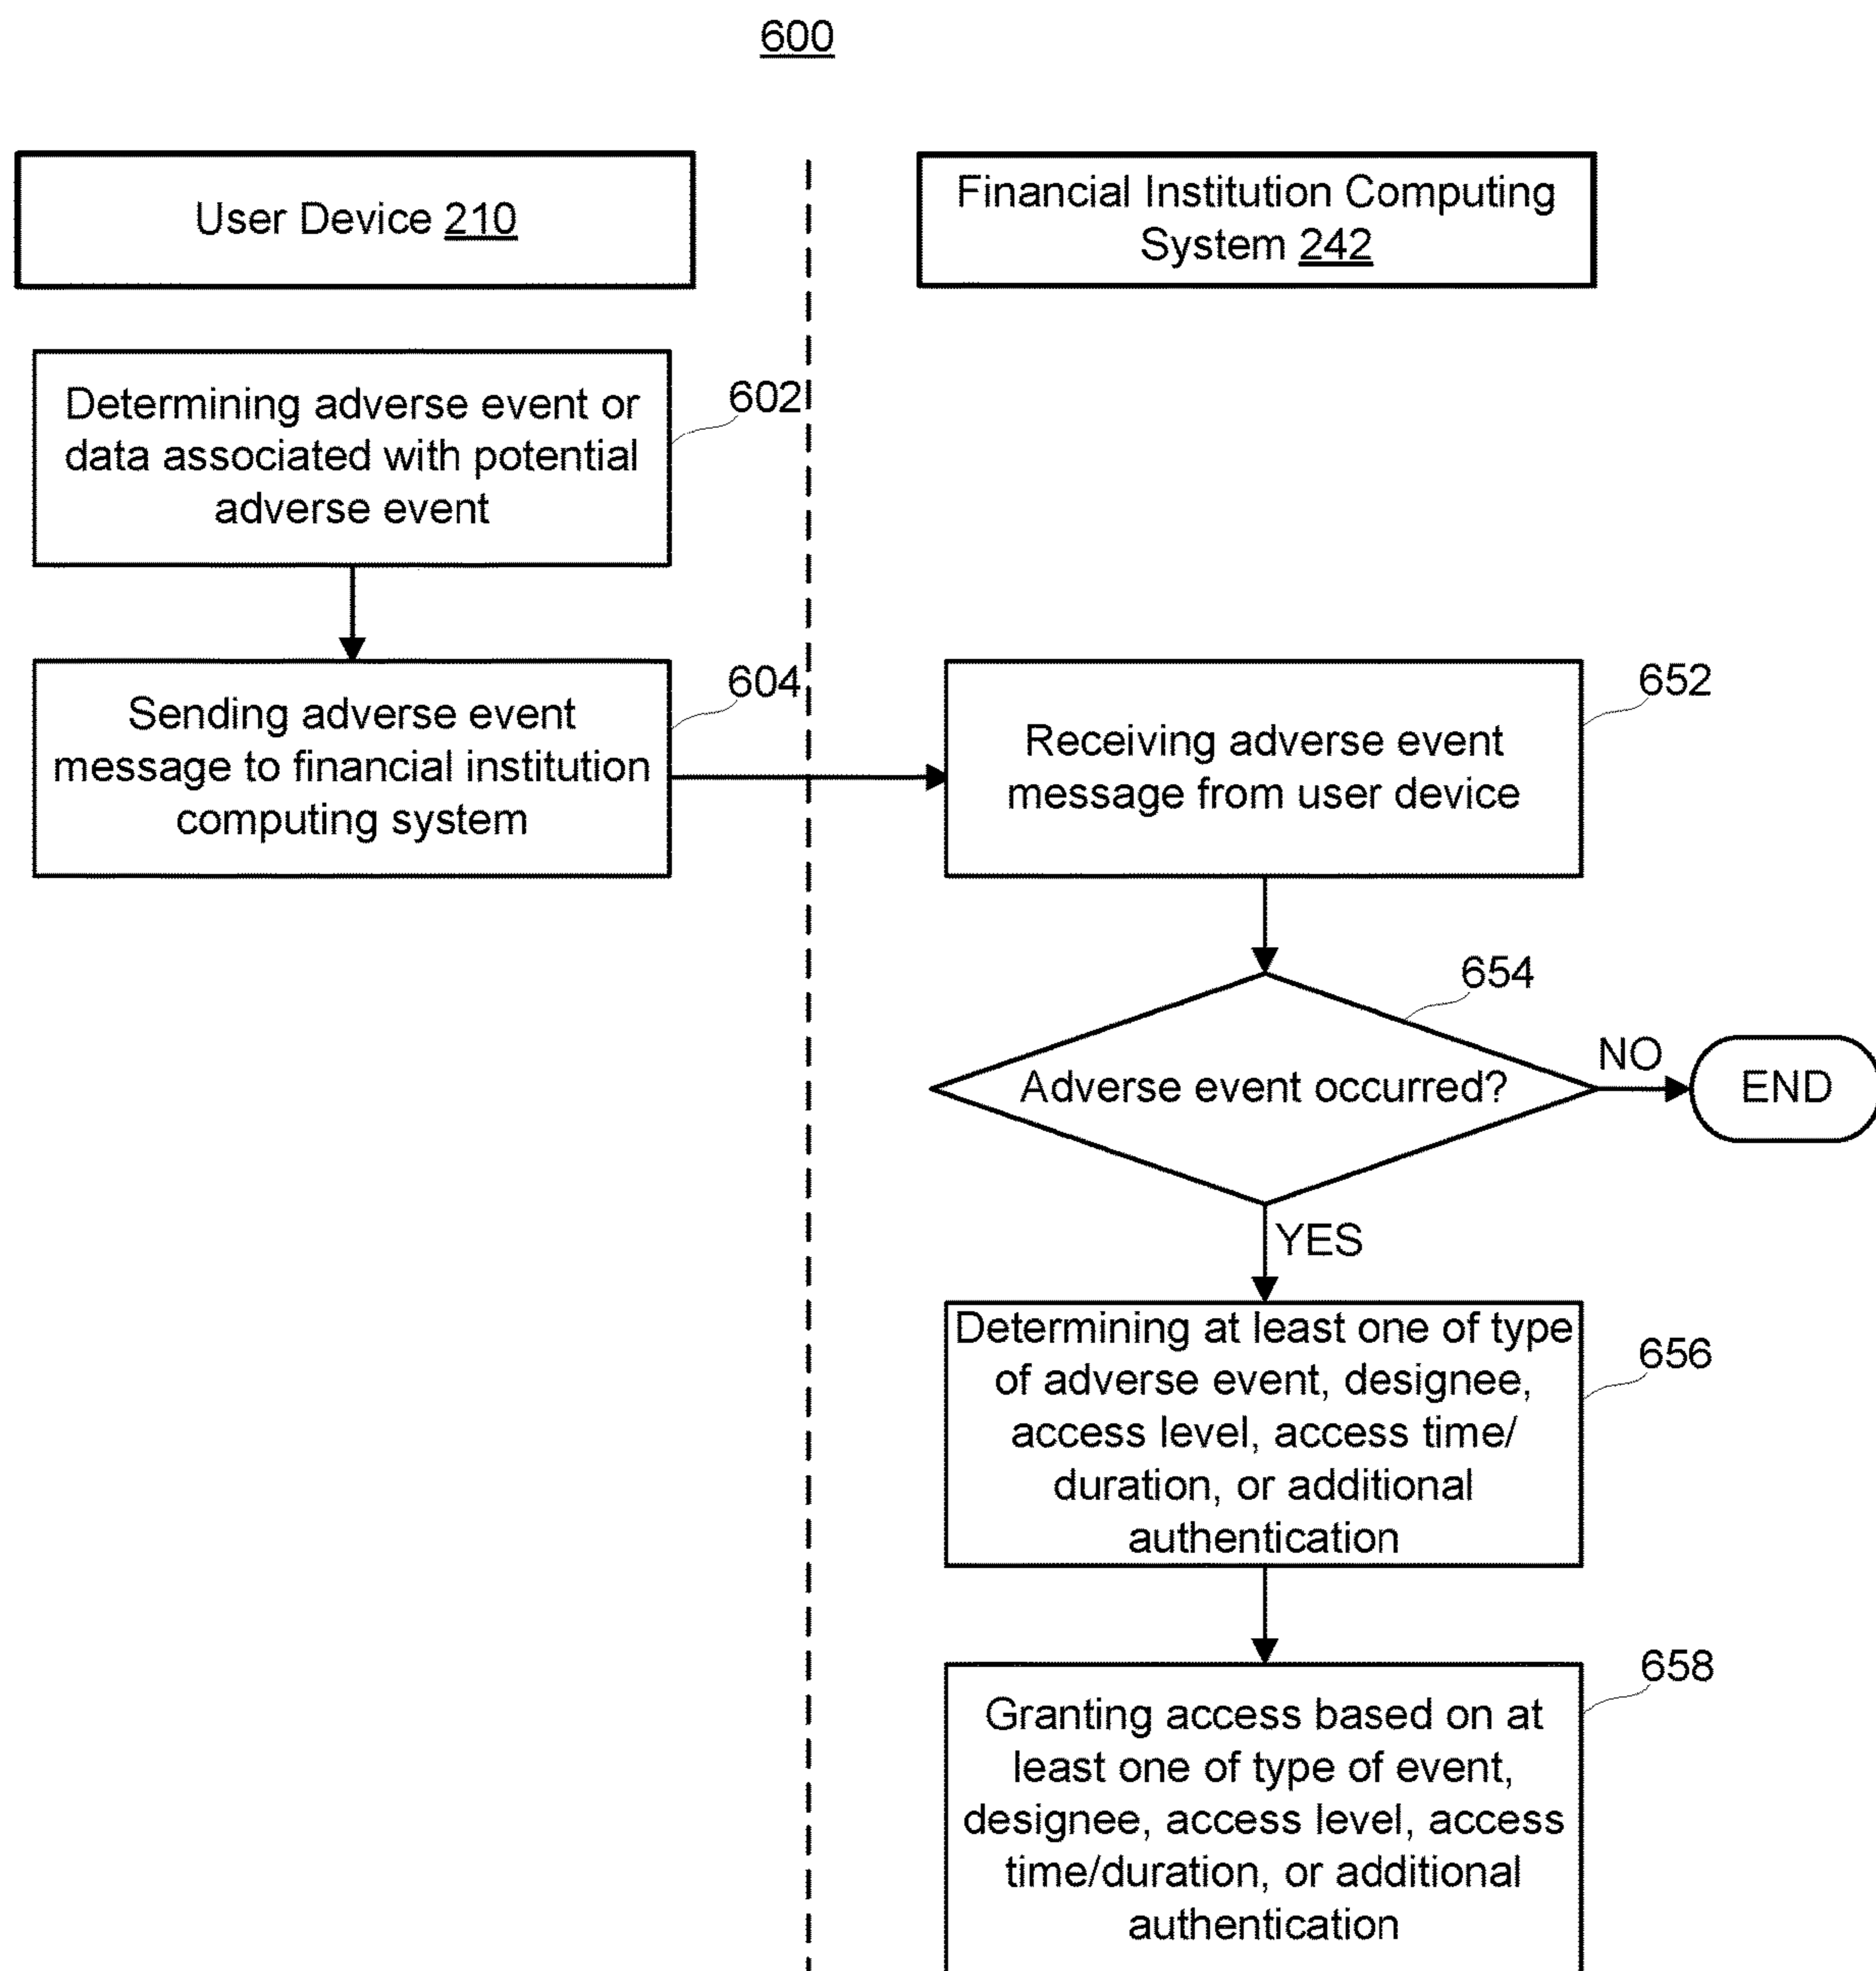 600
User Device 210
Financial Institution Computing
System 242
Determining adverse event or
data associated with potential
adverse event
602
Sending adverse event
message to financial institution
computing system
604
Receiving adverse event
message from user device
652
654
Adverse event occurred?
NO
END
YES
Determining at least one of type
of adverse event, designee,
access level, access time/
duration, or additional
authentication
656
Granting access based on at
least one of type of event,
designee, access level, access
time/duration, or additional
authentication
658